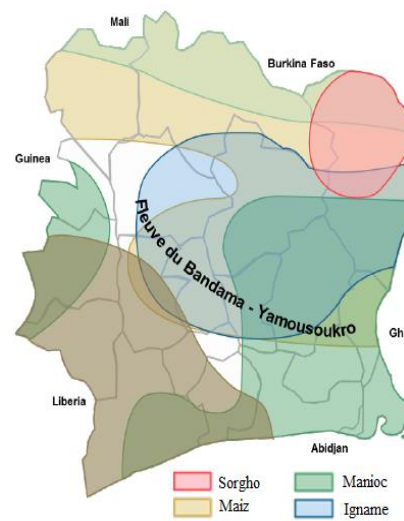 Mali
Burkina Faso
Guinea
Fleuve du Bandama - Yamousoukro
Gh
Liberia
Abidjan
Sorgho
Manioc
Maiz
Igname